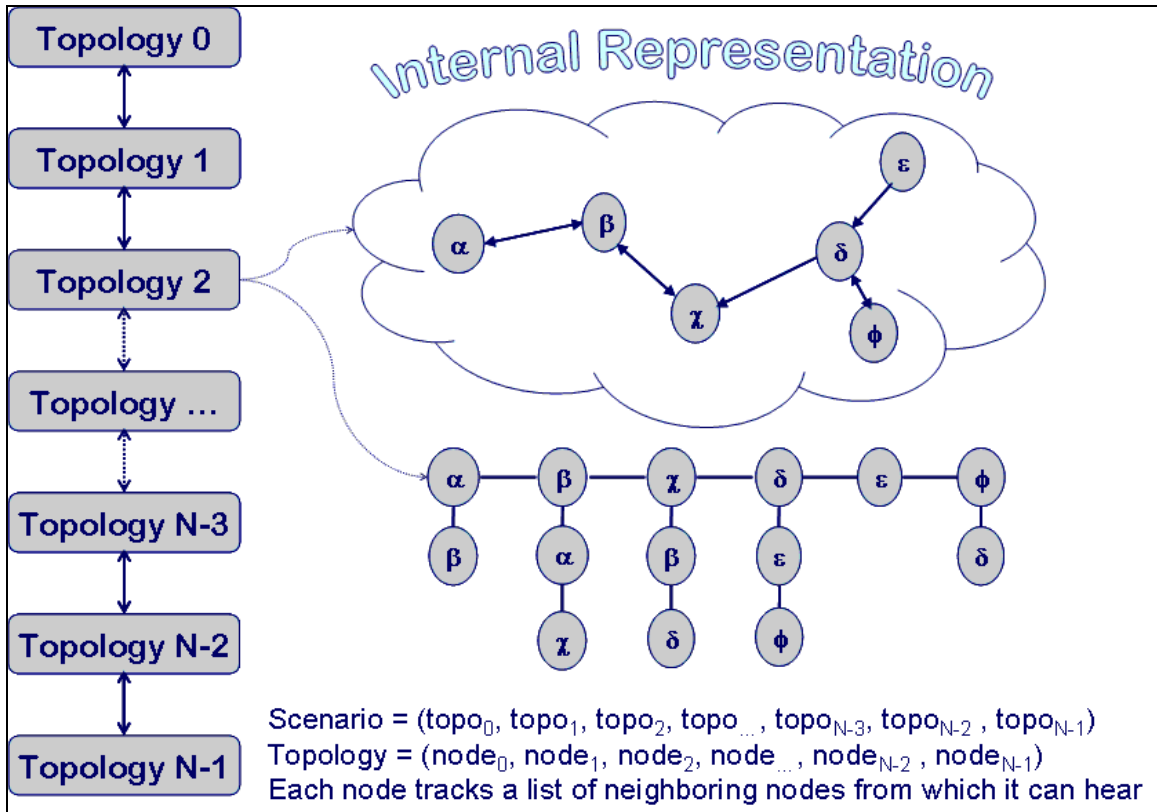 Internal Representation
Topology 0
Topology 1
Topology 2
Topology ...
Topology N-3
Topology N-2
Topology N-1
ε
β
α
δ
χ
ϕ
α β χ δ ε ϕ
β α β ε δ
χ δ ϕ
Scenario = (topo0, topo1, topo2, topo..., topoN-3, topoN-2 , topoN-1)
Topology = (node0, node1, node2, node..., nodeN-2 , nodeN-1)
Each node tracks a list of neighboring nodes from which it can hear